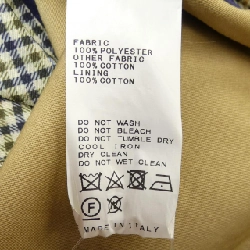 FABRIC
100% POLYESTER
OTHER FABRIC
100% COTTON
LINING
100% COTTON
DO NOT WASH
DO NOT BLEACH
DO NOT TUMBLE DRY
COOL IRON
DRY CLEAN
DO NOT WET CLEAN
F
MADE IN ITALY